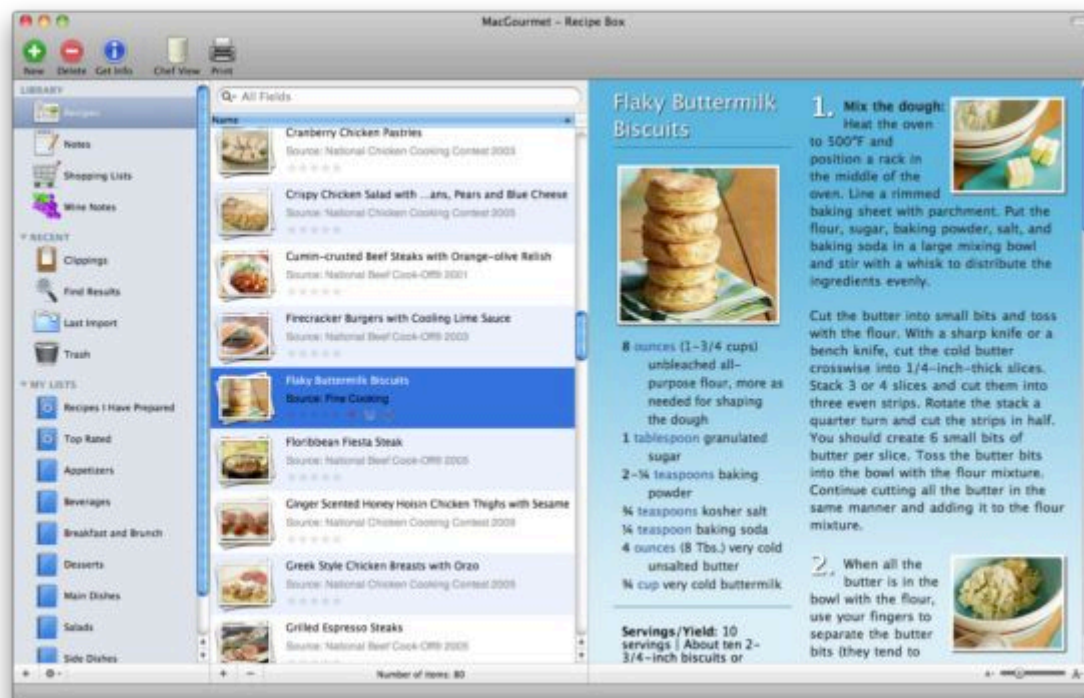 MacGourmet – Recipe Box
New Delete Get Info Chef View Print
LIBRARY
Recipes
Notes
Shopping Lists
Wine Notes
RECENT
Clippings
Find Results
Last Import
Trash
MY LISTS
Recipes I Have Prepared
Top Rated
Appetizers
Beverages
Breakfast and Brunch
Desserts
Main Dishes
Salads
Side Dishes
All Fields
Name
Cranberry Chicken Pastries
Source: National Chicken Cooking Contest 2003
Crispy Chicken Salad with ...ans, Pears and Blue Cheese
Source: National Chicken Cooking Contest 2005
Cumin-crusted Beef Steaks with Orange-olive Relish
Source: National Beef Cook-Off® 2001
Firecracker Burgers with Cooling Lime Sauce
Source: National Beef Cook-Off® 2003
Flaky Buttermilk Biscuits
Source: Fine Cooking
Floribbean Fiesta Steak
Source: National Beef Cook-Off® 2005
Ginger Scented Honey Hoisin Chicken Thighs with Sesame
Source: National Chicken Cooking Contest
Greek Style Chicken Breasts with Orzo
Source: National Chicken Cooking Contest 2005
Grilled Espresso Steaks
Number of items: 80
Flaky Buttermilk
Biscuits
8 ounces (1-3/4 cups)
unbleached all-
purpose flour, more as
needed for shaping
the dough
1 tablespoon granulated
sugar
2-¼ teaspoons baking
powder
¾ teaspoons kosher salt
¼ teaspoon baking soda
4 ounces (8 Tbs.) very cold
unsalted butter
¾ cup very cold buttermilk
Servings/Yield: 10
servings | About ten 2-
3/4-inch biscuits or
1. Mix the dough:
Heat the oven
to 500°F and
position a rack in
the middle of the
oven. Line a rimmed
baking sheet with parchment. Put the
flour, sugar, baking powder, salt, and
baking soda in a large mixing bowl
and stir with a whisk to distribute the
ingredients evenly.
Cut the butter into small bits and toss
with the flour. With a sharp knife or a
bench knife, cut the cold butter
crosswise into 1/4-inch-thick slices.
Stack 3 or 4 slices and cut them into
three even strips. Rotate the stack a
quarter turn and cut the strips in half.
You should create 6 small bits of
butter per slice. Toss the butter bits
into the bowl with the flour mixture.
Continue cutting all the butter in the
same manner and adding it to the flour
mixture.
2. When all the
butter is in the
bowl with the flour,
use your fingers to
separate the butter
bits (they tend to